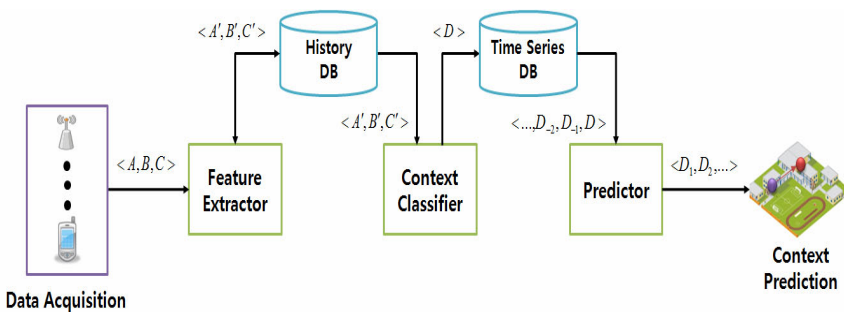 <A′,B′,C′>
History
DB
<D>
Time Series
DB
<A′,B′,C′>
<...,D₋₂,D₋₁,D>
<A,B,C>
Feature
Extractor
Context
Classifier
Predictor
<D₁,D₂,...>
Data Acquisition
Context
Prediction